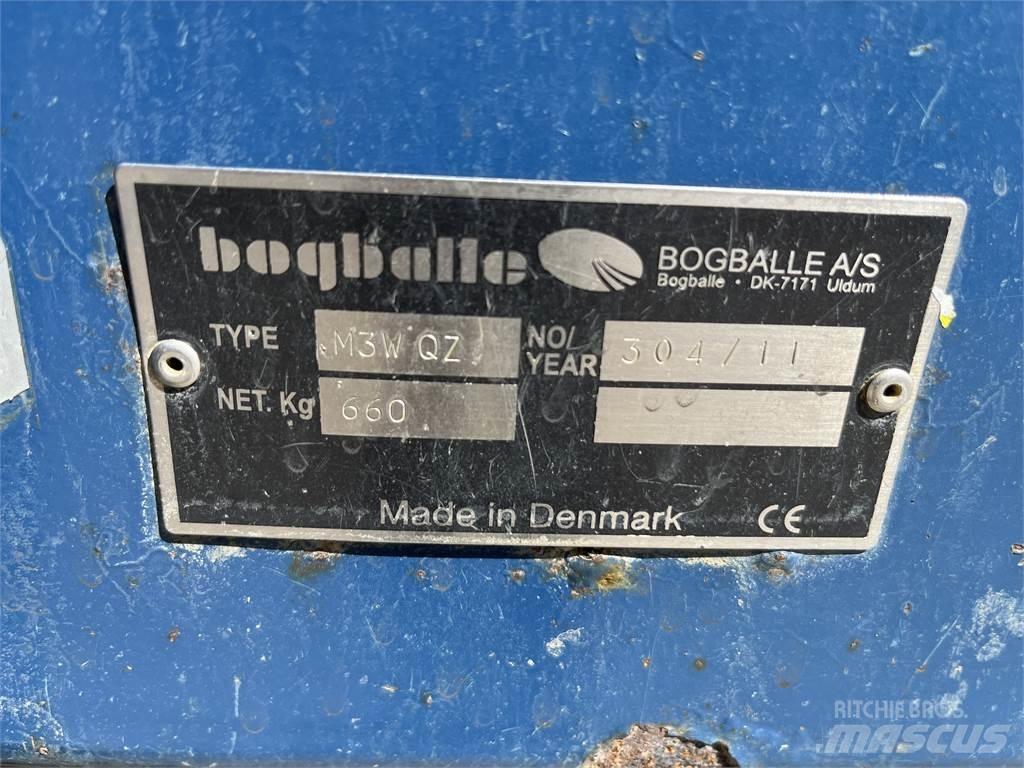 bogballe BOGBALLE A/S
Bogballe · DK-7171 Uldum
TYPE M3W QZ NO/ YEAR 304/11
NET. Kg 660
Made in Denmark CE
RITCHIE BROS.
MASCUS